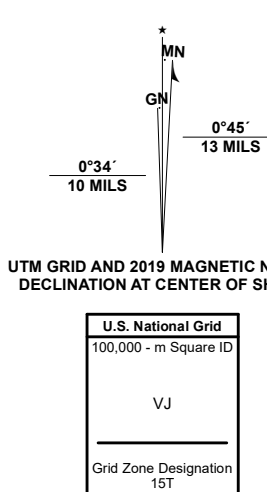 ★
MN
GN
0°45´
13 MILS
0°34´
10 MILS
UTM GRID AND 2019 MAGNETIC
DECLINATION AT CENTER OF
U.S. National Grid
100,000 - m Square ID
VJ
Grid Zone Designation
15T